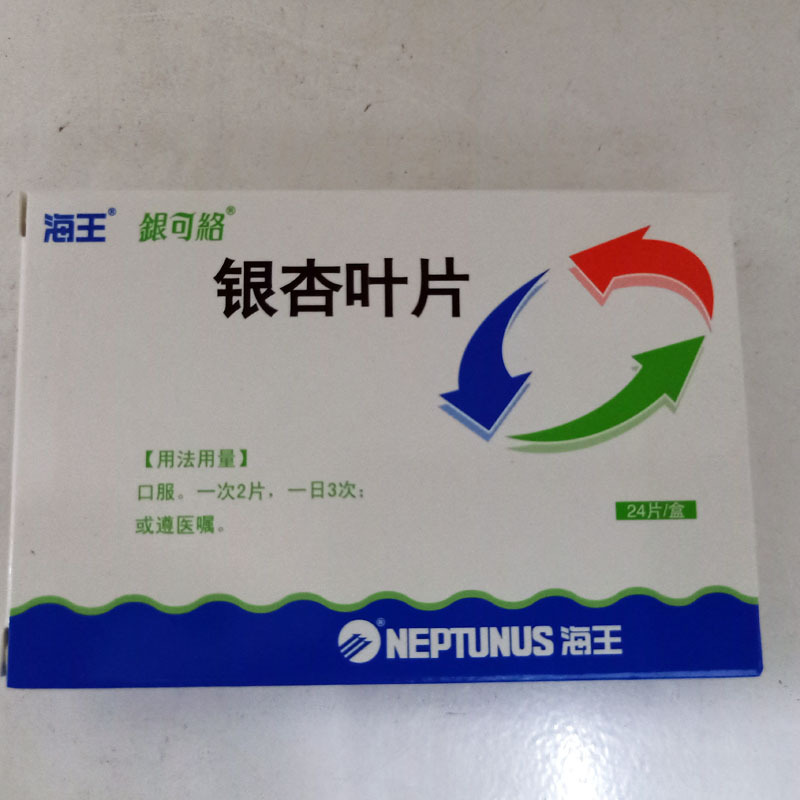 海王® 銀可絡®
银杏叶片
【用法用量】
口服。一次2片，一日3次；
或遵医嘱。
24片/盒
®NEPTUNUS 海王